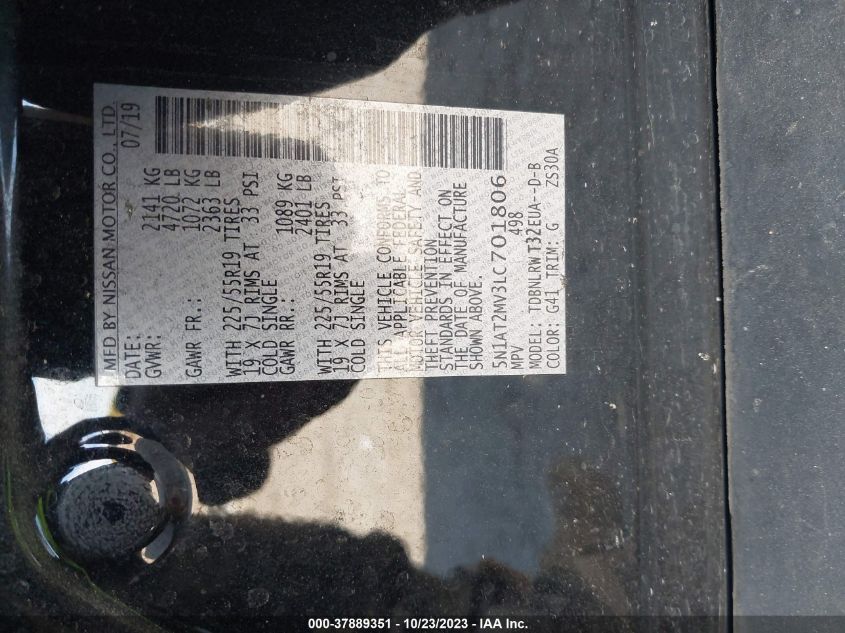 MFD BY NISSAN MOTOR CO., LTD.
DATE: 07/19
GVWR: 2141 KG
4720 LB
GAWR FR.: 1072 KG
2363 LB
WITH 225/55R19 TIRES
19 X 7J RIMS AT 33 PSI
COLD SINGLE
GAWR RR.: 1089 KG
2401 LB
WITH 225/55R19 TIRES
19 X 7J RIMS AT 33 PSI
COLD SINGLE
THIS VEHICLE CONFORMS TO
ALL APPLICABLE FEDERAL
MOTOR VEHICLE SAFETY AND
THEFT PREVENTION
STANDARDS IN EFFECT ON
THE DATE OF MANUFACTURE
SHOWN ABOVE.
5N1AT2MV3LC701806
MPV 498
MODEL: TDBNLRW T32EUA--D-B
COLOR: G41 TRIM: G ZS30A
000-37889351 - 10/23/2023 - IAA Inc.